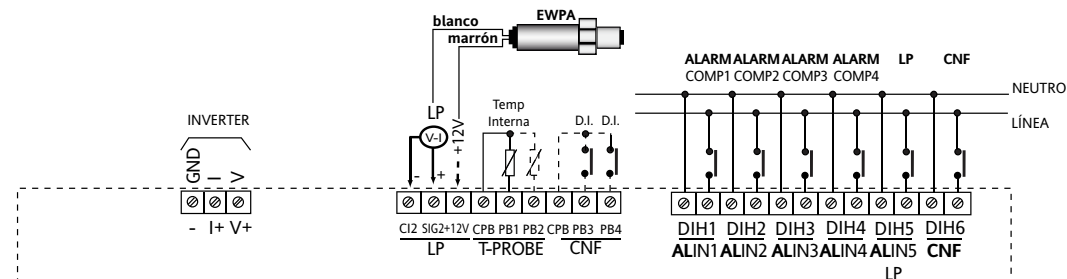 EWPA
blanco
marrón
ALARM ALARM ALARM ALARM LP CNF
COMP1 COMP2 COMP3 COMP4
NEUTRO
LÍNEA
LP
+12V
Temp
Interna
D.I. D.I.
INVERTER
V-I
GND I V
- +
- I+ V+
CI2 SIG2 +12V CPB PB1 PB2 CPB PB3 PB4
LP T-PROBE CNF
DIH1 DIH2 DIH3 DIH4 DIH5 DIH6
ALIN1 ALIN2 ALIN3 ALIN4 ALIN5 CNF
LP